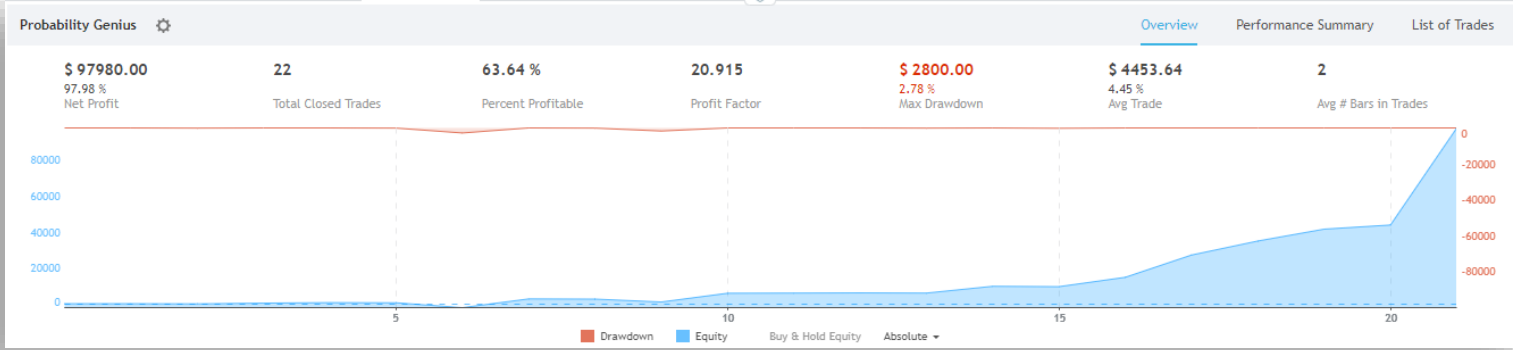 Probability Genius Overview Performance Summary List of Trades
$ 97980.00 22 63.64 % 20.915 $ 2800.00 $ 4453.64 2
97.98 % 2.78 % 4.45 %
Net Profit Total Closed Trades Percent Profitable Profit Factor Max Drawdown Avg Trade Avg # Bars in Trades
0
80000 -20000
60000 -40000
40000 -60000
20000 -80000
0
5 10 15 20
Drawdown Equity Buy & Hold Equity Absolute